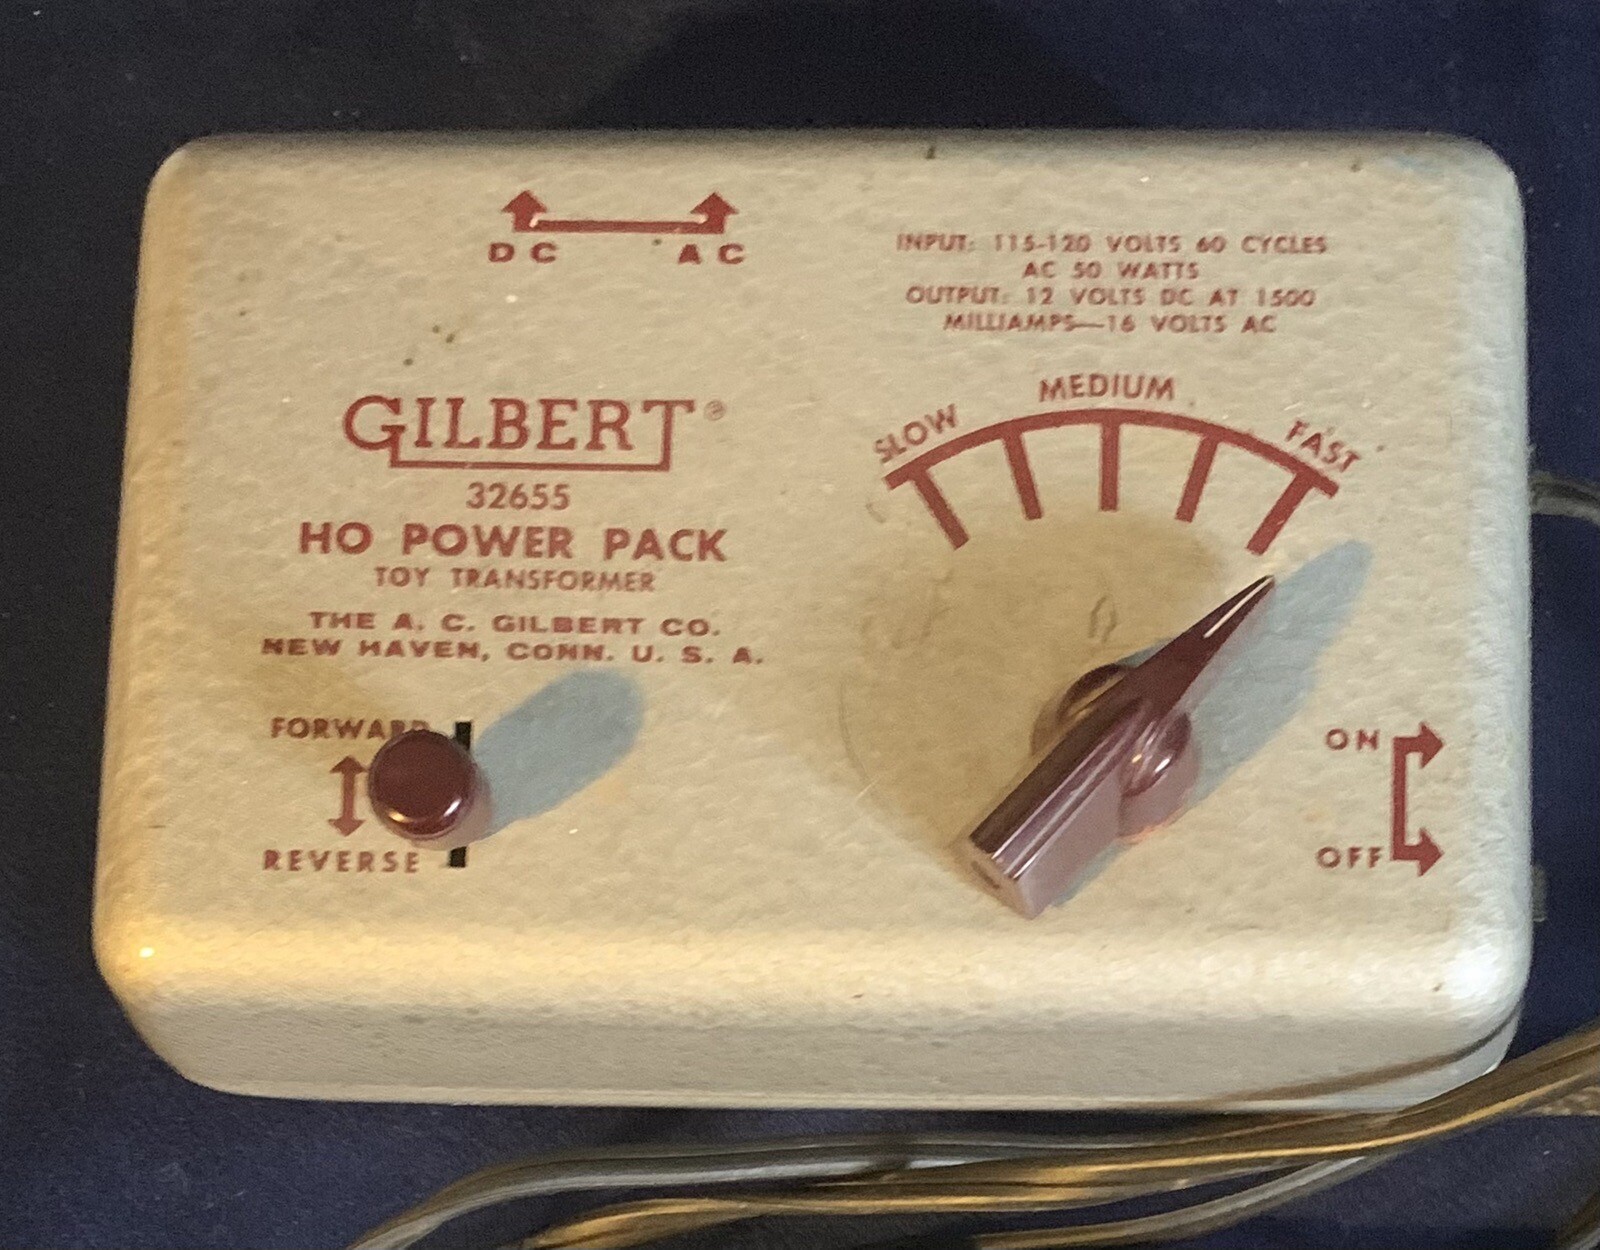 DC AC
INPUT: 115-120 VOLTS 60 CYCLES
AC 50 WATTS
OUTPUT: 12 VOLTS DC AT 1500
MILLIAMPS—16 VOLTS AC
GILBERT®
32655
HO POWER PACK
TOY TRANSFORMER
THE A. C. GILBERT CO.
NEW HAVEN, CONN. U. S. A.
SLOW MEDIUM FAST
FORWARD
REVERSE
ON
OFF